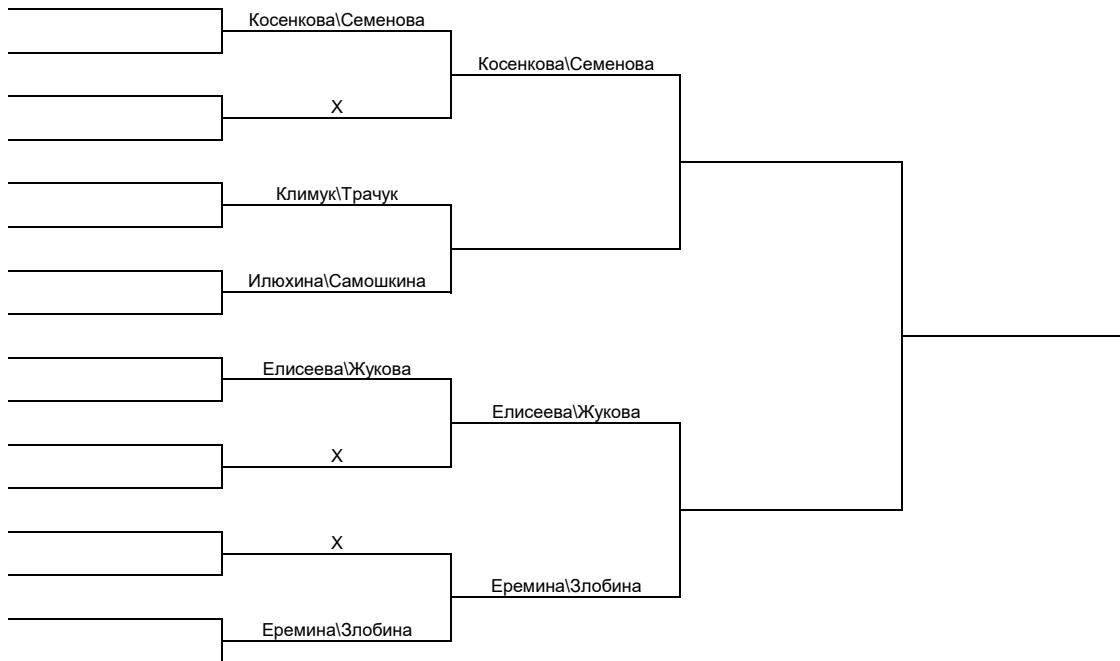 Косенкова\Семенова
Косенкова\Семенова
X
Климук\Трачук
Илюхина\Самошкина
Елисеева\Жукова
Елисеева\Жукова
X
X
Еремина\Злобина
Еремина\Злобина